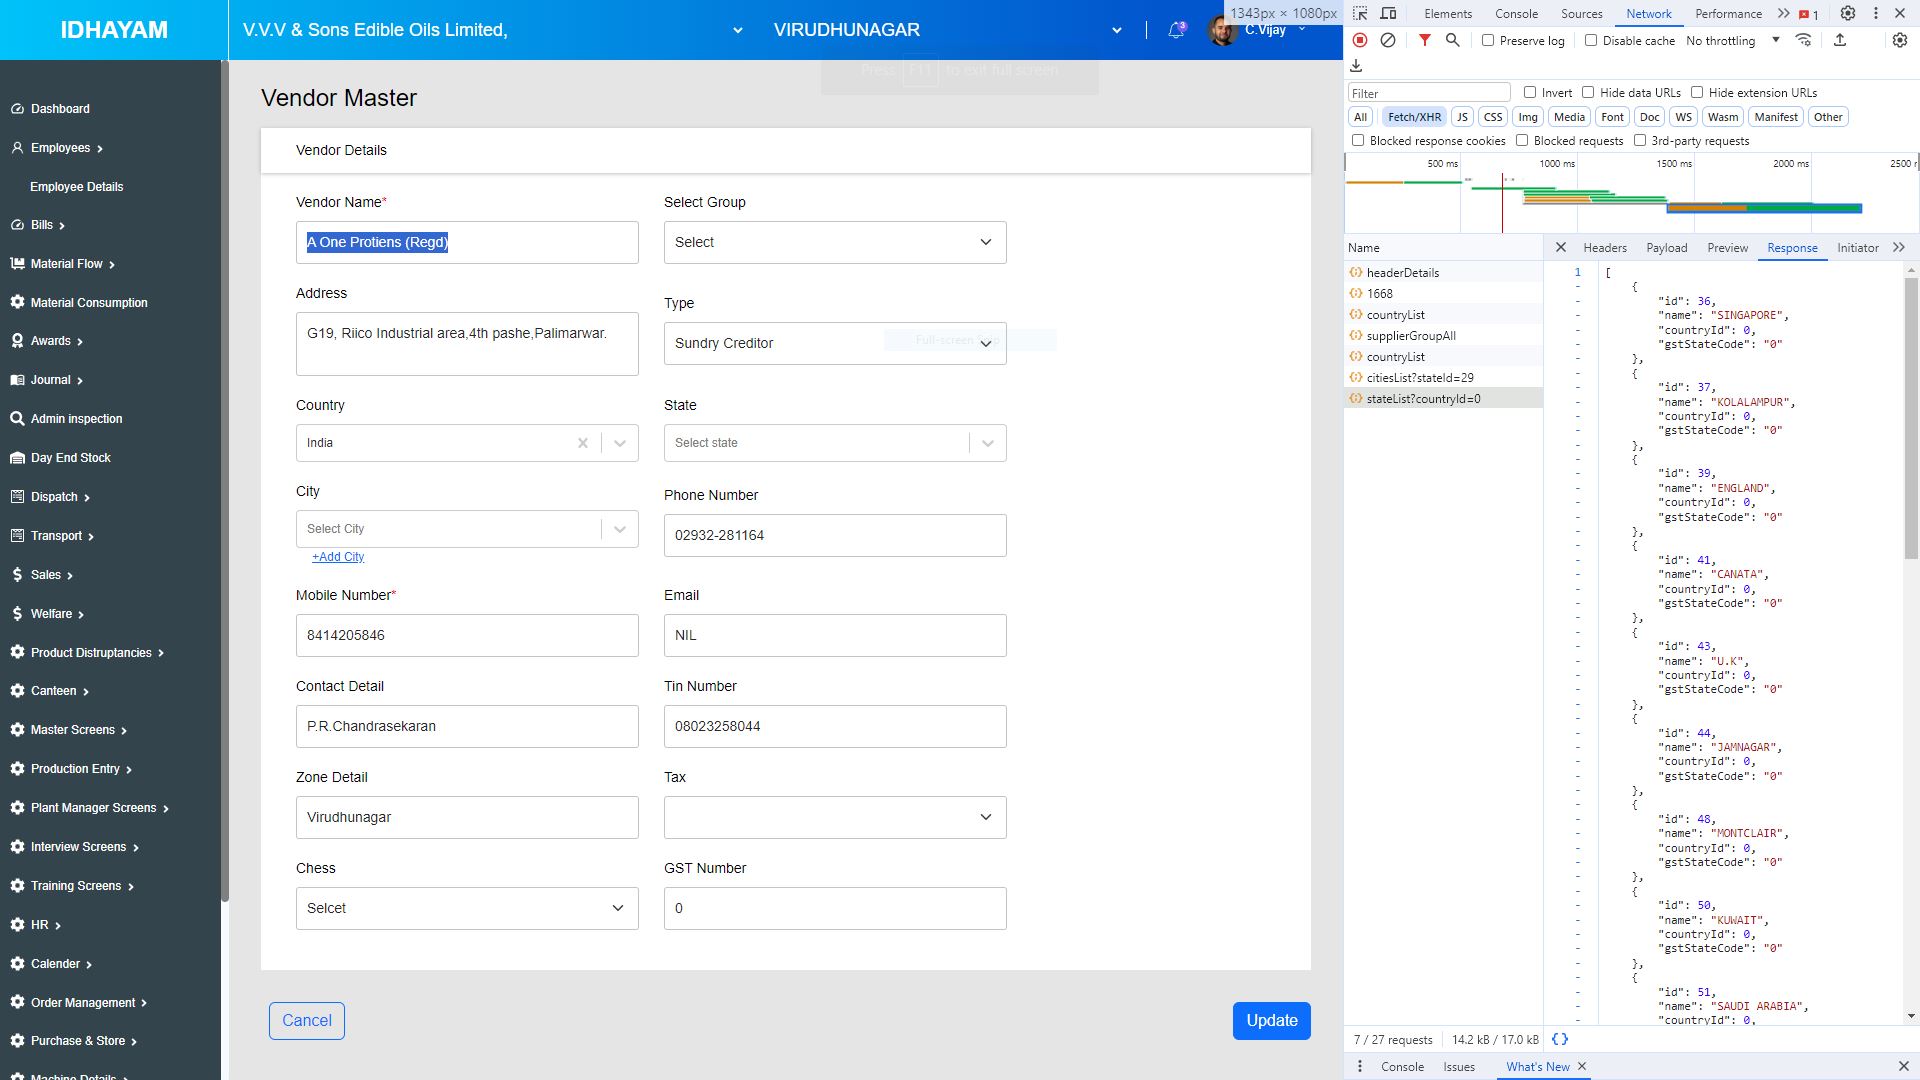 IDHAYAM
V.V.V & Sons Edible Oils Limited,
VIRUDHUNAGAR
3
C.Vijay
1343px × 1080px
Press F11 to exit full screen
Dashboard
Employees
Employee Details
Bills
Material Flow
Material Consumption
Awards
Journal
Admin inspection
Day End Stock
Dispatch
Transport
Sales
Welfare
Product Distruptancies
Canteen
Master Screens
Production Entry
Plant Manager Screens
Interview Screens
Training Screens
HR
Calender
Order Management
Purchase & Store
Machine Details
Vendor Master
Vendor Details
Vendor Name*
Select Group
A One Protiens (Regd)
Select
Address
Type
G19, Riico Industrial area,4th pashe,Palimarwar.
Sundry Creditor
Full-screen Snip
Country
State
India
Select state
City
Phone Number
Select City
02932-281164
+Add City
Mobile Number*
Email
8414205846
NIL
Contact Detail
Tin Number
P.R.Chandrasekaran
08023258044
Zone Detail
Tax
Virudhunagar
Chess
GST Number
Selcet
0
Cancel
Update
Elements Console Sources Network Performance 1
Preserve log Disable cache No throttling
Filter Invert Hide data URLs Hide extension URLs
All Fetch/XHR JS CSS Img Media Font Doc WS Wasm Manifest Other
Blocked response cookies Blocked requests 3rd-party requests
500 ms 1000 ms 1500 ms 2000 ms 2500
Name
headerDetails
1668
countryList
supplierGroupAll
countryList
citiesList?stateId=29
stateList?countryId=0
Headers Payload Preview Response Initiator
1 [
- {
- "id": 36,
- "name": "SINGAPORE",
- "countryId": 0,
- "gstStateCode": "0"
- },
- {
- "id": 37,
- "name": "KOLALAMPUR",
- "countryId": 0,
- "gstStateCode": "0"
- },
- {
- "id": 39,
- "name": "ENGLAND",
- "countryId": 0,
- "gstStateCode": "0"
- },
- {
- "id": 41,
- "name": "CANATA",
- "countryId": 0,
- "gstStateCode": "0"
- },
- {
- "id": 43,
- "name": "U.K",
- "countryId": 0,
- "gstStateCode": "0"
- },
- {
- "id": 44,
- "name": "JAMNAGAR",
- "countryId": 0,
- "gstStateCode": "0"
- },
- {
- "id": 48,
- "name": "MONTCLAIR",
- "countryId": 0,
- "gstStateCode": "0"
- },
- {
- "id": 50,
- "name": "KUWAIT",
- "countryId": 0,
- "gstStateCode": "0"
- },
- {
- "id": 51,
- "name": "SAUDI ARABIA",
- "countryId": 0,
7 / 27 requests 14.2 kB / 17.0 kB {}
Console Issues What's New